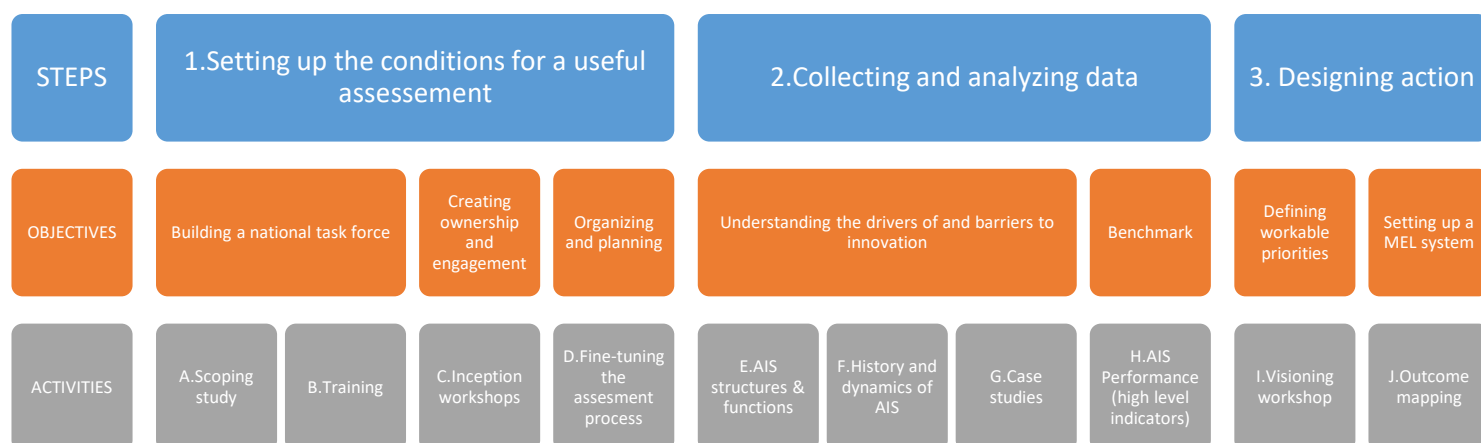 STEPS
1.Setting up the conditions for a useful
assessement
2.Collecting and analyzing data
3. Designing action
OBJECTIVES
Building a national task force
Creating
ownership
and
engagement
Organizing
and planning
Understanding the drivers of and barriers to
innovation
Benchmark
Defining
workable
priorities
Setting up a
MEL system
ACTIVITIES
A.Scoping
study
B.Training
C.Inception
workshops
D.Fine-tuning
the
assesment
process
E.AIS
structures &
functions
F.History and
dynamics of
AIS
G.Case
studies
H.AIS
Performance
(high level
indicators)
I.Visioning
workshop
J.Outcome
mapping